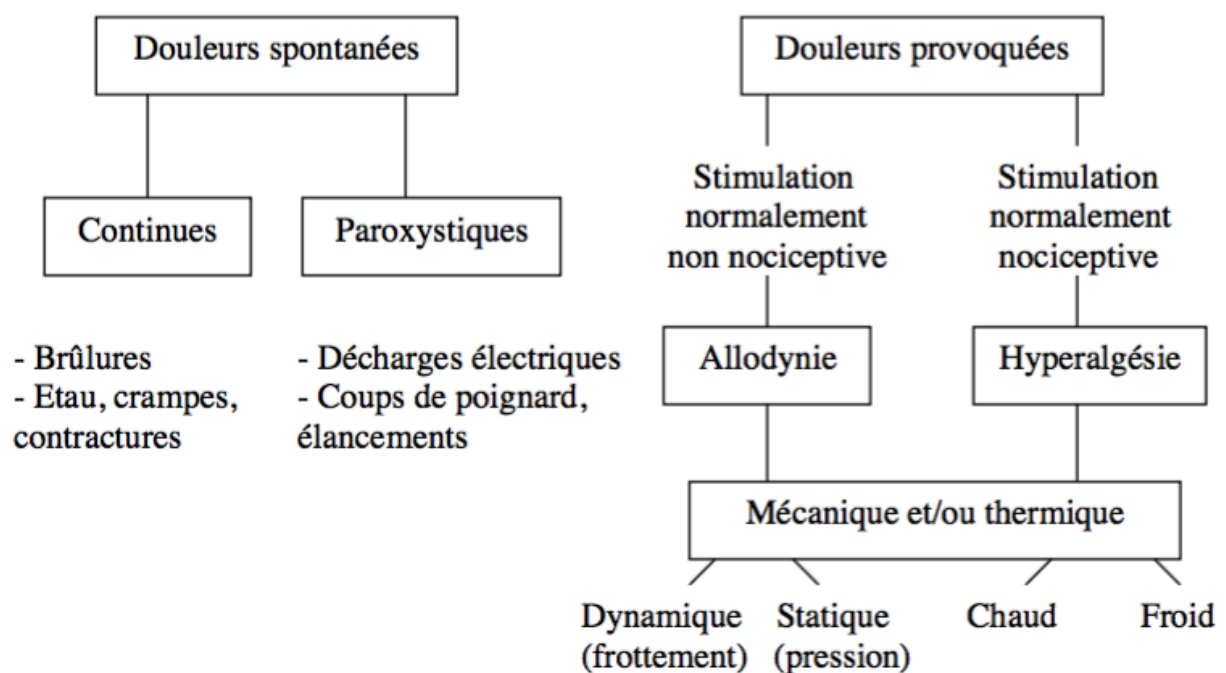 Douleurs spontanées
Continues
Paroxystiques
- Brûlures
- Etau, crampes,
contractures
- Décharges électriques
- Coups de poignard,
élancements
Douleurs provoquées
Stimulation
normalement
non nociceptive
Stimulation
normalement
nociceptive
Allodynie
Hyperalgésie
Mécanique et/ou thermique
Dynamique
(frottement)
Statique
(pression)
Chaud
Froid